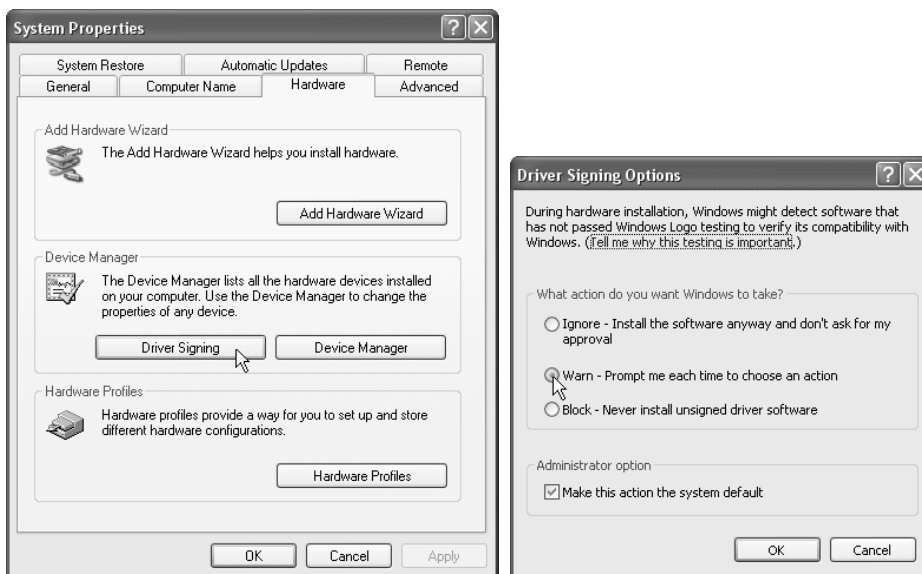 System Properties
System Restore Automatic Updates Remote
General Computer Name Hardware Advanced
Add Hardware Wizard
The Add Hardware Wizard helps you install hardware.
Add Hardware Wizard
Device Manager
The Device Manager lists all the hardware devices installed
on your computer. Use the Device Manager to change the
properties of any device.
Driver Signing Device Manager
Hardware Profiles
Hardware profiles provide a way for you to set up and store
different hardware configurations.
Hardware Profiles
OK Cancel Apply
Driver Signing Options
During hardware installation, Windows might detect software that
has not passed Windows Logo testing to verify its compatibility with
Windows. (Tell me why this testing is important.)
What action do you want Windows to take?
Ignore - Install the software anyway and don't ask for my
approval
Warn - Prompt me each time to choose an action
Block - Never install unsigned driver software
Administrator option
Make this action the system default
OK Cancel